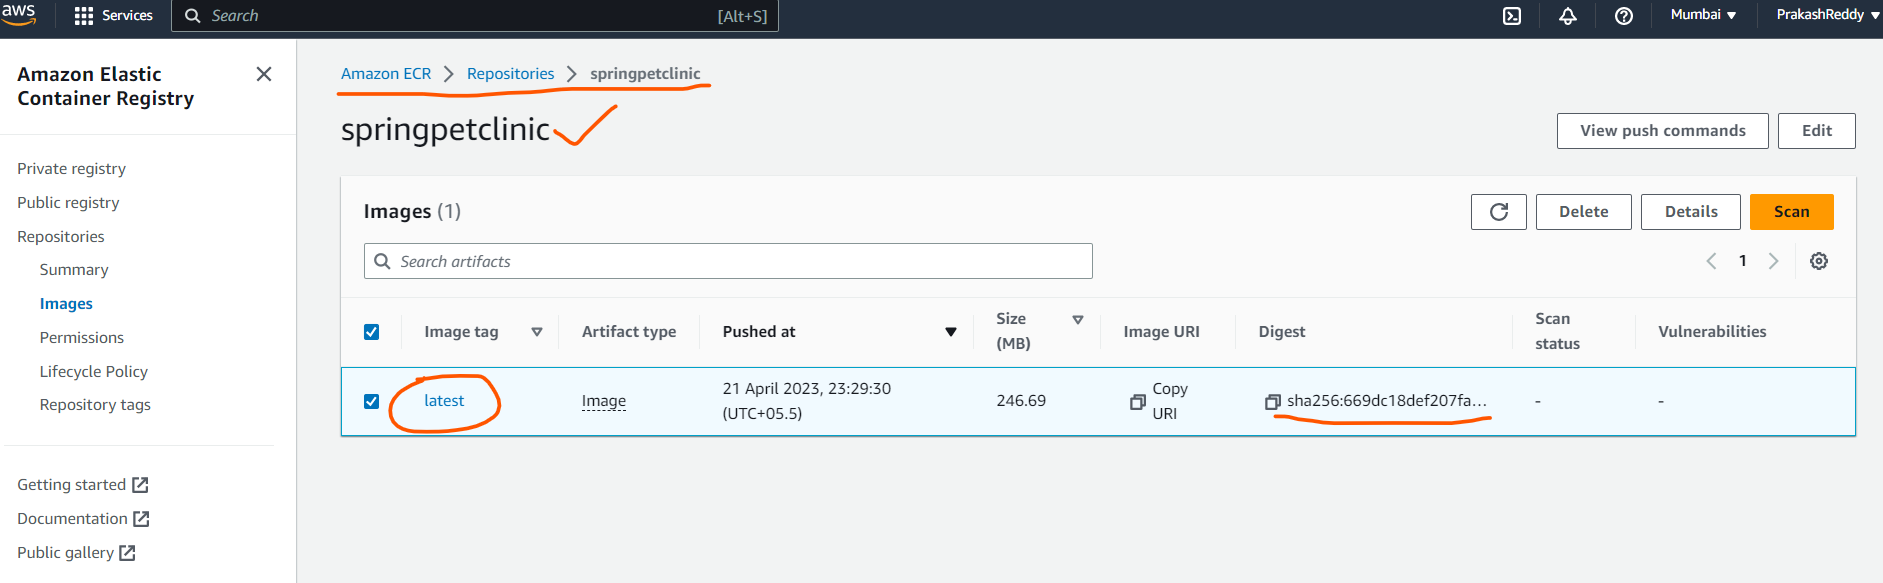 aws
Services
Search
[Alt+S]
Mumbai
PrakashReddy
Amazon Elastic
Container Registry
Private registry
Public registry
Repositories
Summary
Images
Permissions
Lifecycle Policy
Repository tags
Getting started
Documentation
Public gallery
Amazon ECR > Repositories > springpetclinic
springpetclinic
View push commands
Edit
Images (1)
Delete
Details
Scan
Search artifacts
1
Image tag
Artifact type
Pushed at
Size
(MB)
Image URI
Digest
Scan
status
Vulnerabilities
latest
Image
21 April 2023, 23:29:30
(UTC+05.5)
246.69
Copy
URI
sha256:669dc18def207fa...
-
-